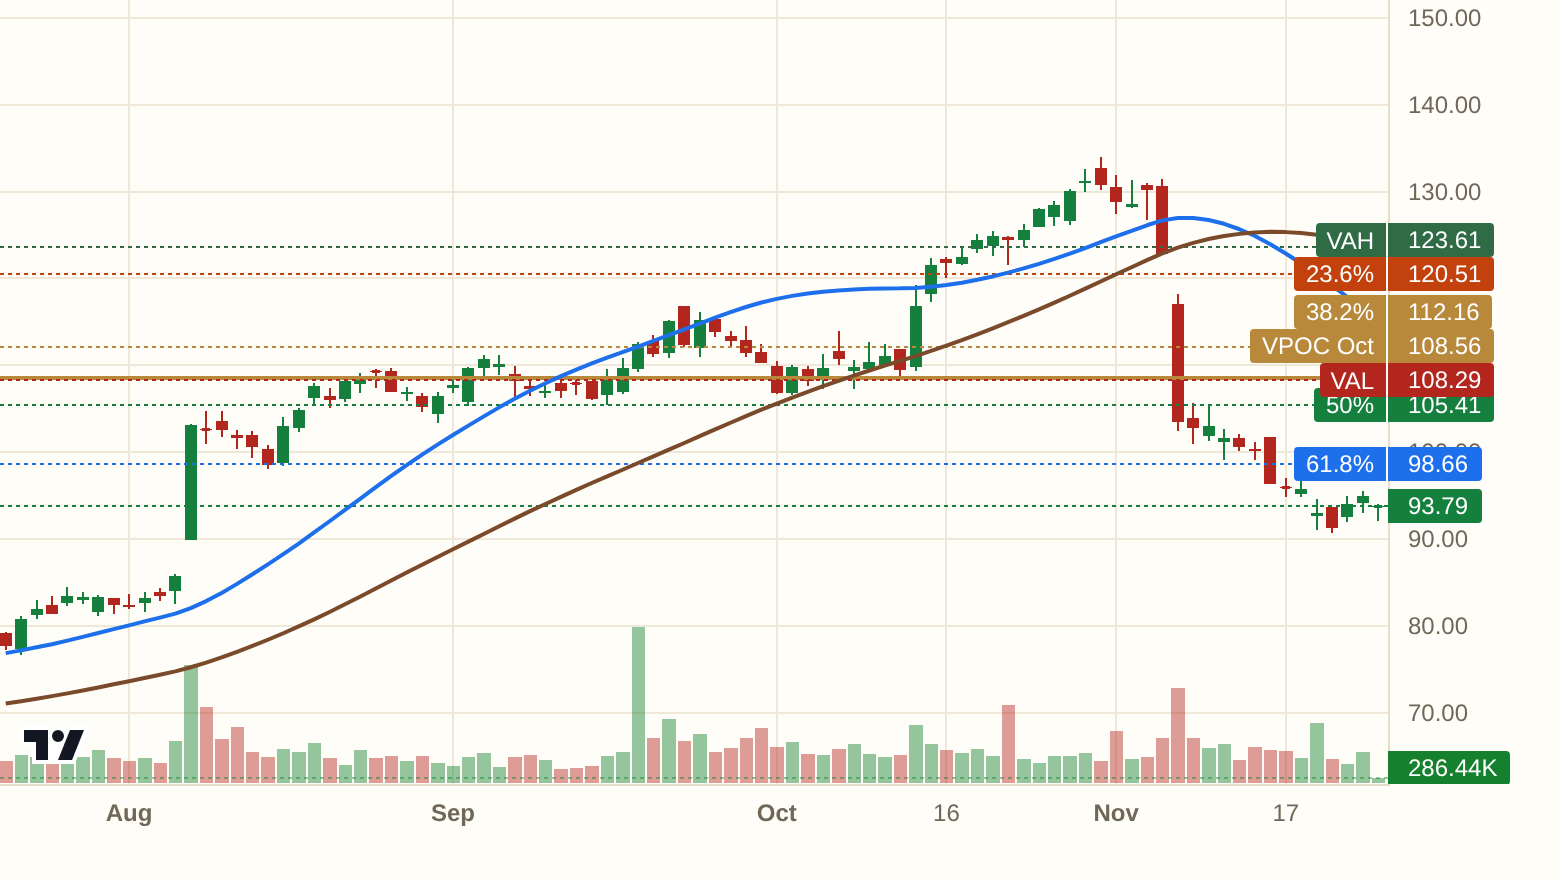 150.00
140.00
130.00
VAH 123.61
23.6% 120.51
38.2% 112.16
VPOC Oct 108.56
VAL 108.29
50% 105.41
100.00
61.8% 98.66
93.79
90.00
80.00
70.00
286.44K
Aug Sep Oct 16 Nov 17